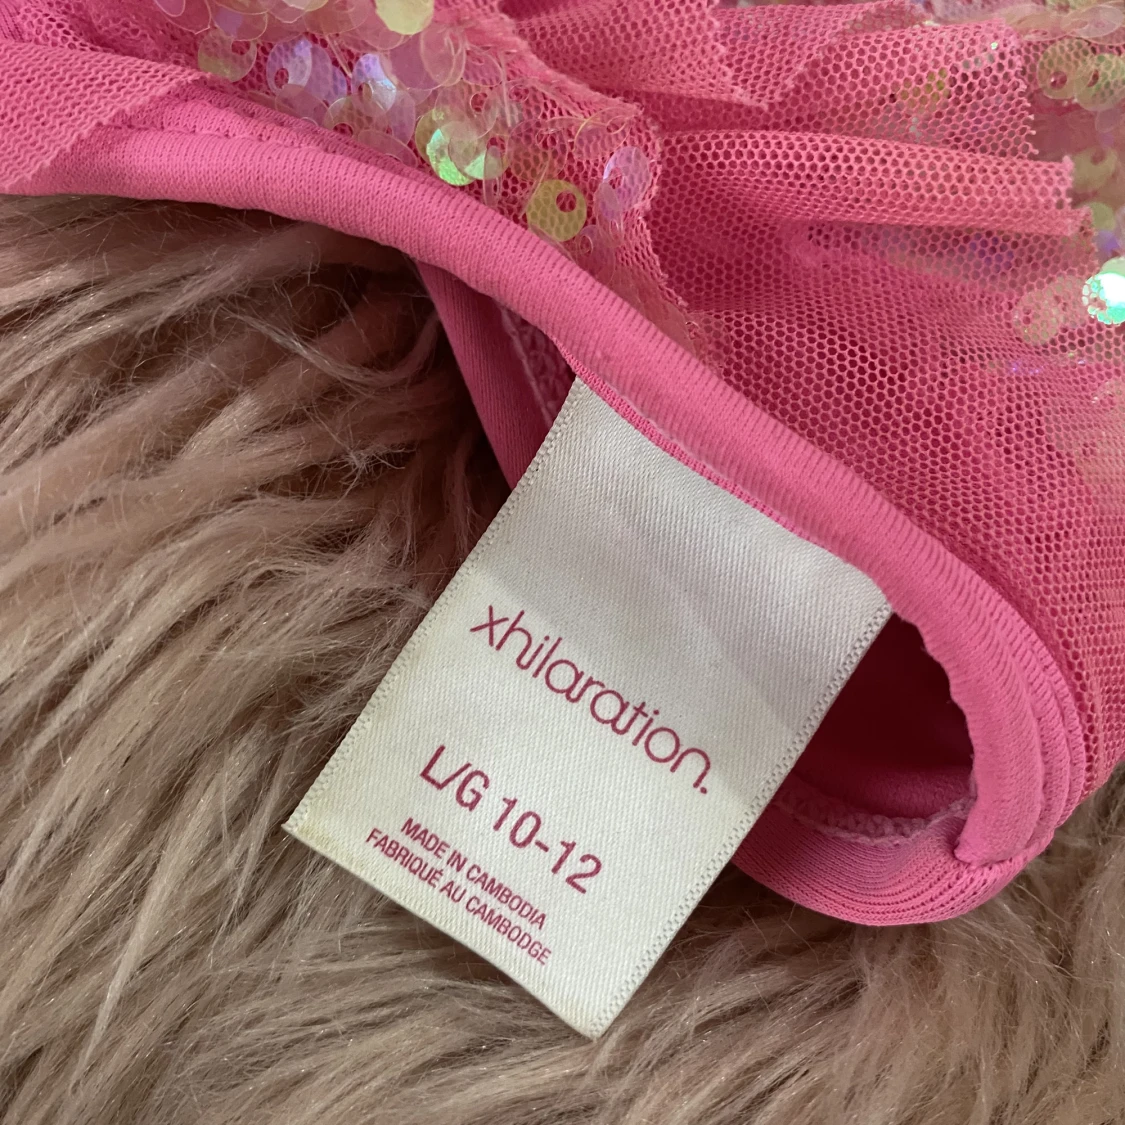 xhilaration.
L/G 10-12
MADE IN CAMBODIA
FABRIQUÉ AU CAMBODGE